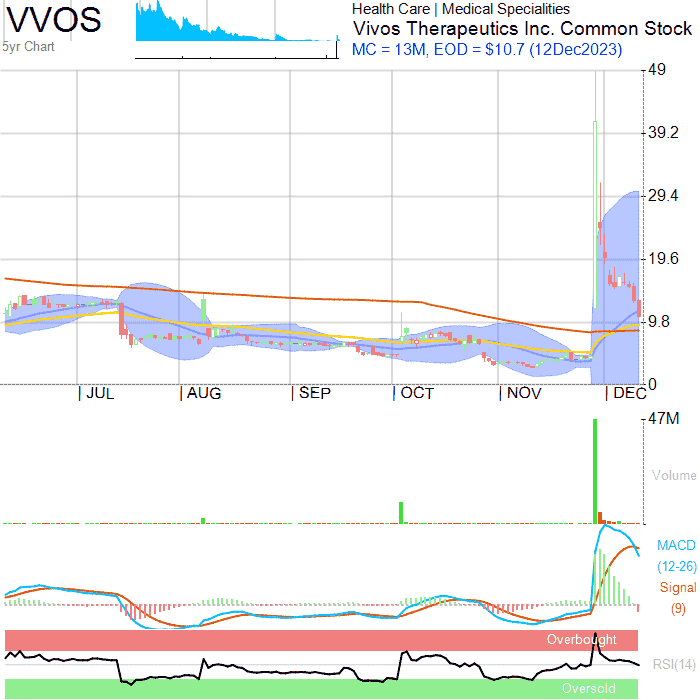 VVOS
5yr Chart
Health Care | Medical Specialities
Vivos Therapeutics Inc. Common Stock
MC = 13M, EOD = $10.7 (12Dec2023)
49
39.2
29.4
19.6
9.8
0
| JUL | AUG | SEP | OCT | NOV | DEC
47M
Volume
MACD
(12-26)
Signal
(9)
Overbought
RSI(14)
Oversold